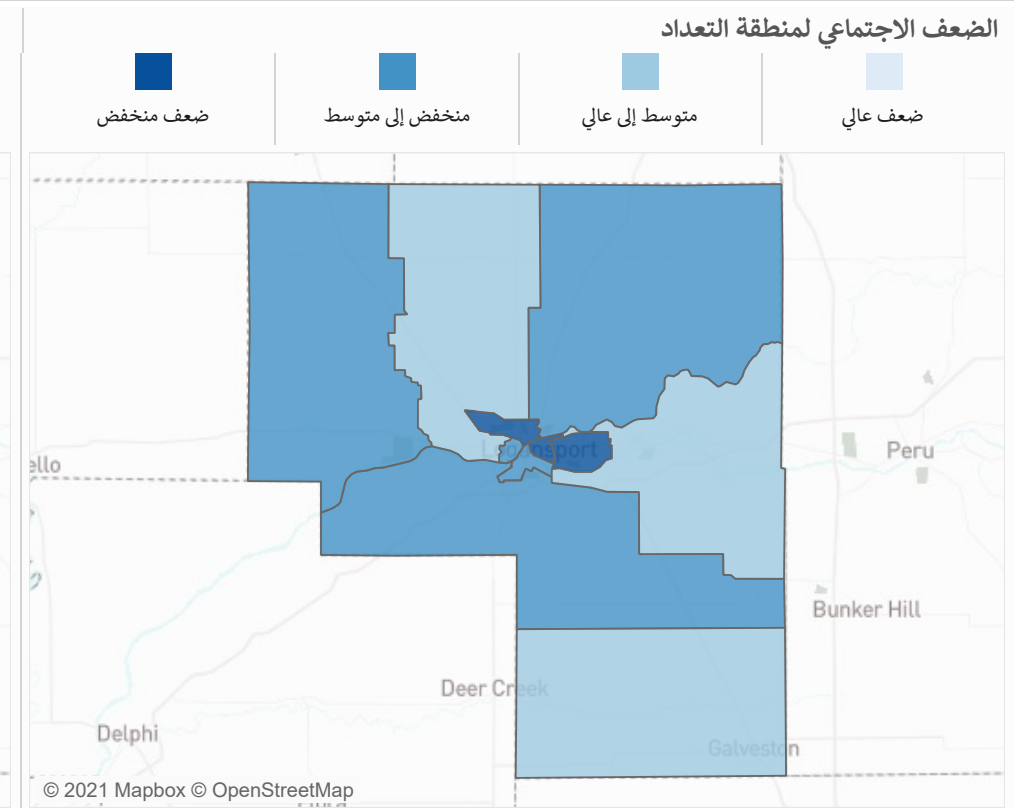 الضعف الاجتماعي لمنطقة التعداد
ضعف عالي
متوسط إلى عالي
منخفض إلى متوسط
ضعف منخفض
Logansport
Peru
Bunker Hill
Deer Creek
Delphi
Galveston
© 2021 Mapbox © OpenStreetMap